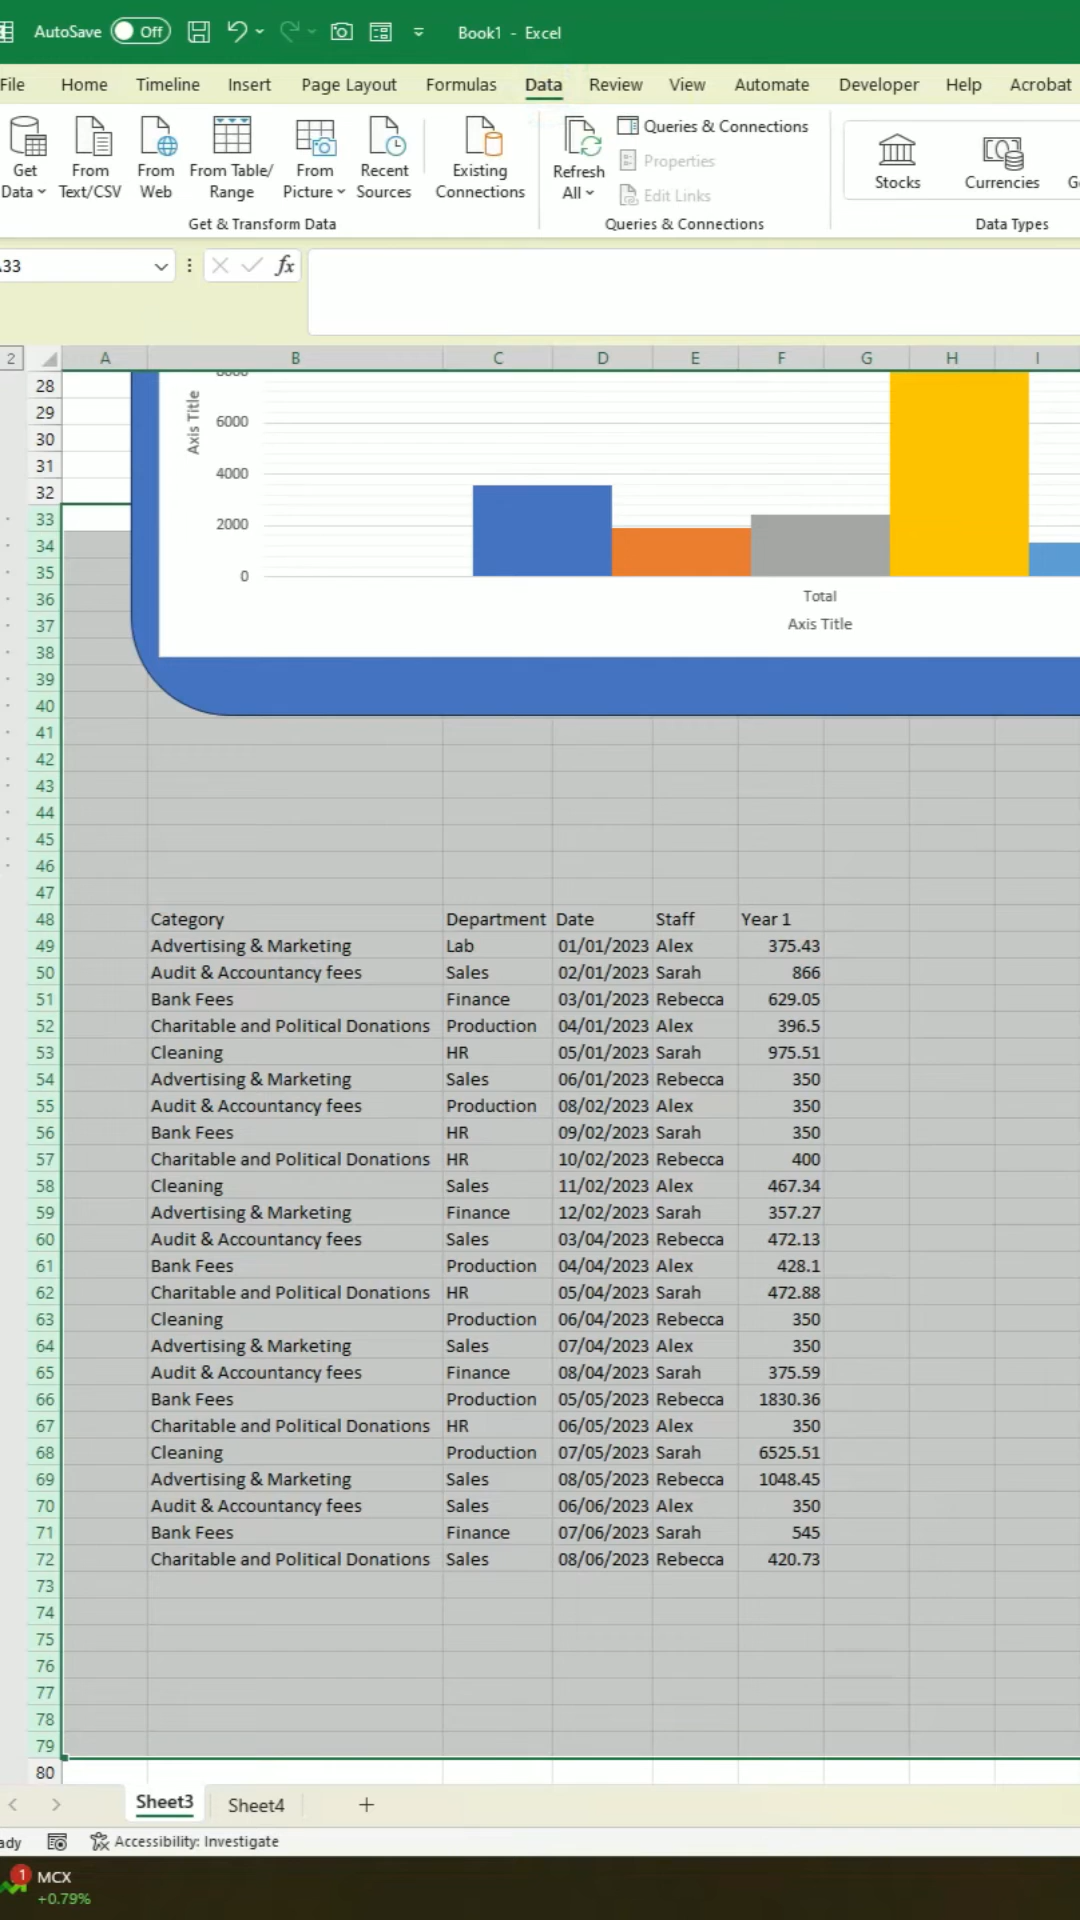 AutoSave Off Book1 - Excel
File Home Timeline Insert Page Layout Formulas Data Review View Automate Developer Help Acrobat
Get Data
From Text/CSV
From Web
From Table/ Range
From Picture
Recent Sources
Existing Connections
Refresh All
Queries & Connections
Properties
Edit Links
Stocks
Currencies
Get & Transform Data
Queries & Connections
Data Types
33
fx
2 A B C D E F G H I
28
29
30
31
32
33
34
35
36
37
38
39
40
Axis Title
6000
4000
2000
0
Total
Axis Title
41
42
43
44
45
46
47
48 Category Department Date Staff Year 1
49 Advertising & Marketing Lab 01/01/2023 Alex 375.43
50 Audit & Accountancy fees Sales 02/01/2023 Sarah 866
51 Bank Fees Finance 03/01/2023 Rebecca 629.05
52 Charitable and Political Donations Production 04/01/2023 Alex 396.5
53 Cleaning HR 05/01/2023 Sarah 975.51
54 Advertising & Marketing Sales 06/01/2023 Rebecca 350
55 Audit & Accountancy fees Production 08/02/2023 Alex 350
56 Bank Fees HR 09/02/2023 Sarah 350
57 Charitable and Political Donations HR 10/02/2023 Rebecca 400
58 Cleaning Sales 11/02/2023 Alex 467.34
59 Advertising & Marketing Finance 12/02/2023 Sarah 357.27
60 Audit & Accountancy fees Sales 03/04/2023 Rebecca 472.13
61 Bank Fees Production 04/04/2023 Alex 428.1
62 Charitable and Political Donations HR 05/04/2023 Sarah 472.88
63 Cleaning Production 06/04/2023 Rebecca 350
64 Advertising & Marketing Sales 07/04/2023 Alex 350
65 Audit & Accountancy fees Finance 08/04/2023 Sarah 375.59
66 Bank Fees Production 05/05/2023 Rebecca 1830.36
67 Charitable and Political Donations HR 06/05/2023 Alex 350
68 Cleaning Production 07/05/2023 Sarah 6525.51
69 Advertising & Marketing Sales 08/05/2023 Rebecca 1048.45
70 Audit & Accountancy fees Sales 06/06/2023 Alex 350
71 Bank Fees Finance 07/06/2023 Sarah 545
72 Charitable and Political Donations Sales 08/06/2023 Rebecca 420.73
73
74
75
76
77
78
79
80
Sheet3 Sheet4 +
ady Accessibility: Investigate
1 MCX
+0.79%